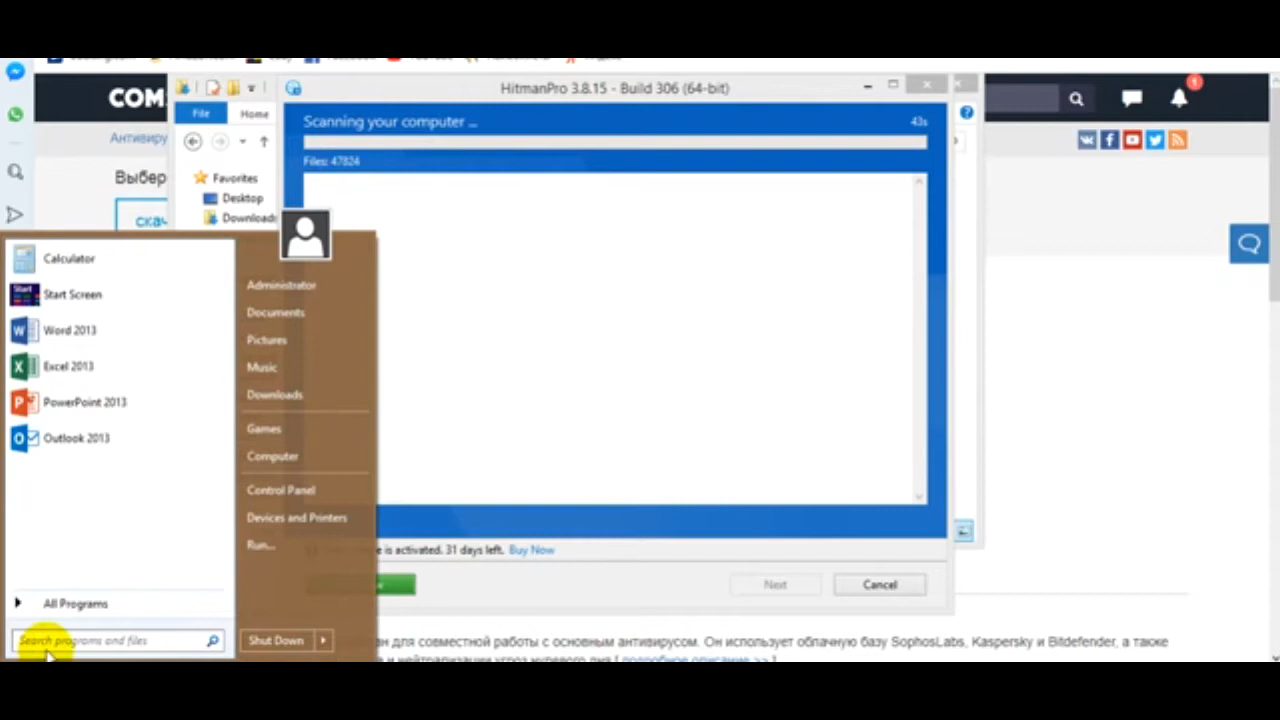 COM
HitmanPro 3.8.15 - Build 306 (64-bit)
1
File
Home
Scanning your computer ...
43s
Антивиру
Files: 47824
Выбер
Favorites
Desktop
Downloads
скач
Calculator
Start Screen
Word 2013
Excel 2013
PowerPoint 2013
Outlook 2013
All Programs
Search programs and files
Administrator
Documents
Pictures
Music
Downloads
Games
Computer
Control Panel
Devices and Printers
Run...
Shut Down
e is activated. 31 days left. Buy Now
Next
Cancel
ан для совместной работы с основным антивирусом. Он использует облачную базу SophosLabs, Kaspersky и Bitdefender, а также